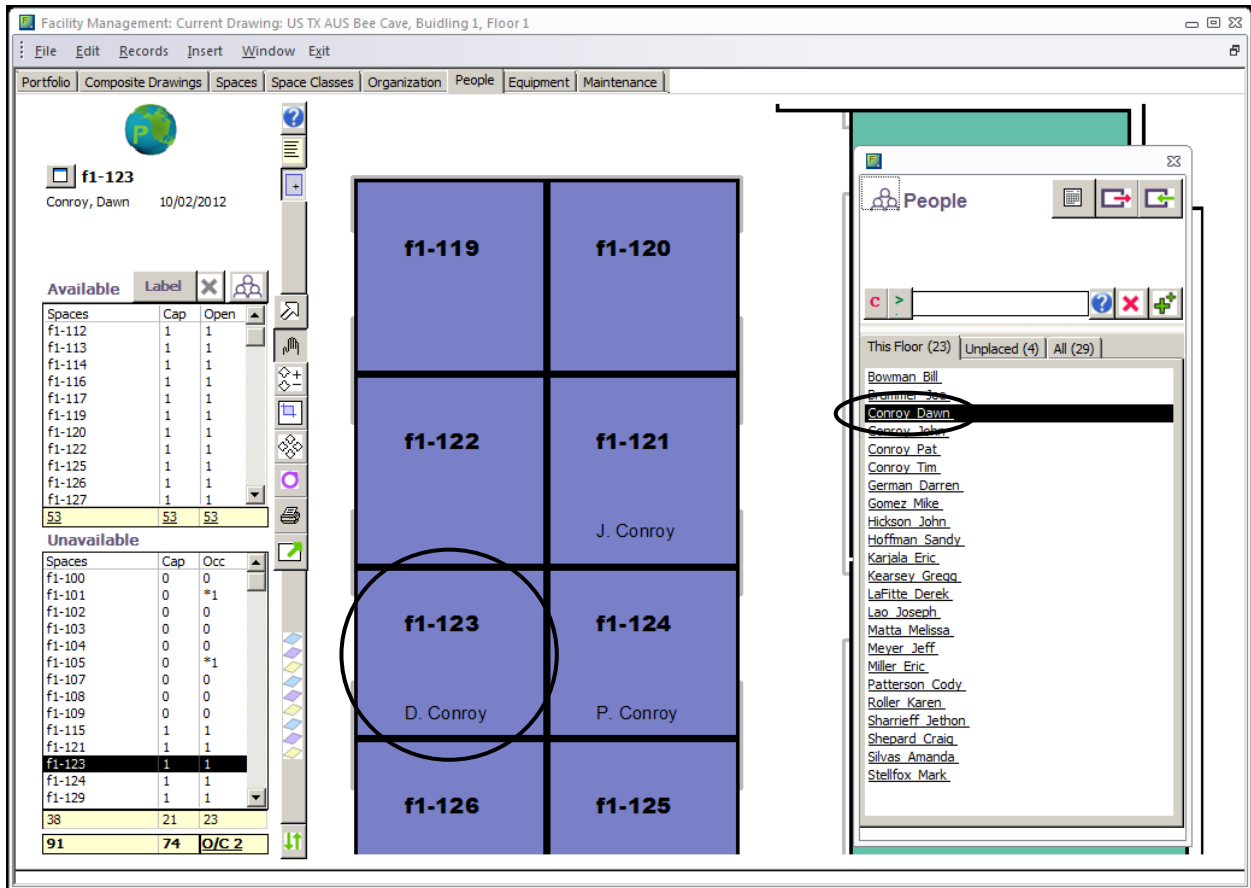 Facility Management: Current Drawing: US TX AUS Bee Cave, Buidling 1, Floor 1
File Edit Records Insert Window Exit
Portfolio Composite Drawings Spaces Space Classes Organization People Equipment Maintenance
P
f1-123
Conroy, Dawn 10/02/2012
Available Label
Spaces Cap Open
f1-112 1 1
f1-113 1 1
f1-114 1 1
f1-116 1 1
f1-117 1 1
f1-119 1 1
f1-120 1 1
f1-122 1 1
f1-125 1 1
f1-126 1 1
f1-127 1 1
53 53 53
Unavailable
Spaces Cap Occ
f1-100 0 0
f1-101 0 *1
f1-102 0 0
f1-103 0 0
f1-104 0 0
f1-105 0 *1
f1-107 0 0
f1-108 0 0
f1-109 0 0
f1-115 1 1
f1-121 1 1
f1-123 1 1
f1-124 1 1
f1-129 1 1
38 21 23
91 74 O/C 2
f1-119 f1-120
f1-122 f1-121
J. Conroy
f1-123 f1-124
D. Conroy P. Conroy
f1-126 f1-125
People
c >
This Floor (23) Unplaced (4) All (29)
Bowman Bill
Brummer Joe
Conroy Dawn
Conroy John
Conroy Pat
Conroy Tim
German Darren
Gomez Mike
Hickson John
Hoffman Sandy
Karjala Eric
Kearsey Gregg
LaFitte Derek
Lao Joseph
Matta Melissa
Meyer Jeff
Miller Eric
Patterson Cody
Roller Karen
Sharrieff Jethon
Shepard Craig
Silvas Amanda
Stellfox Mark